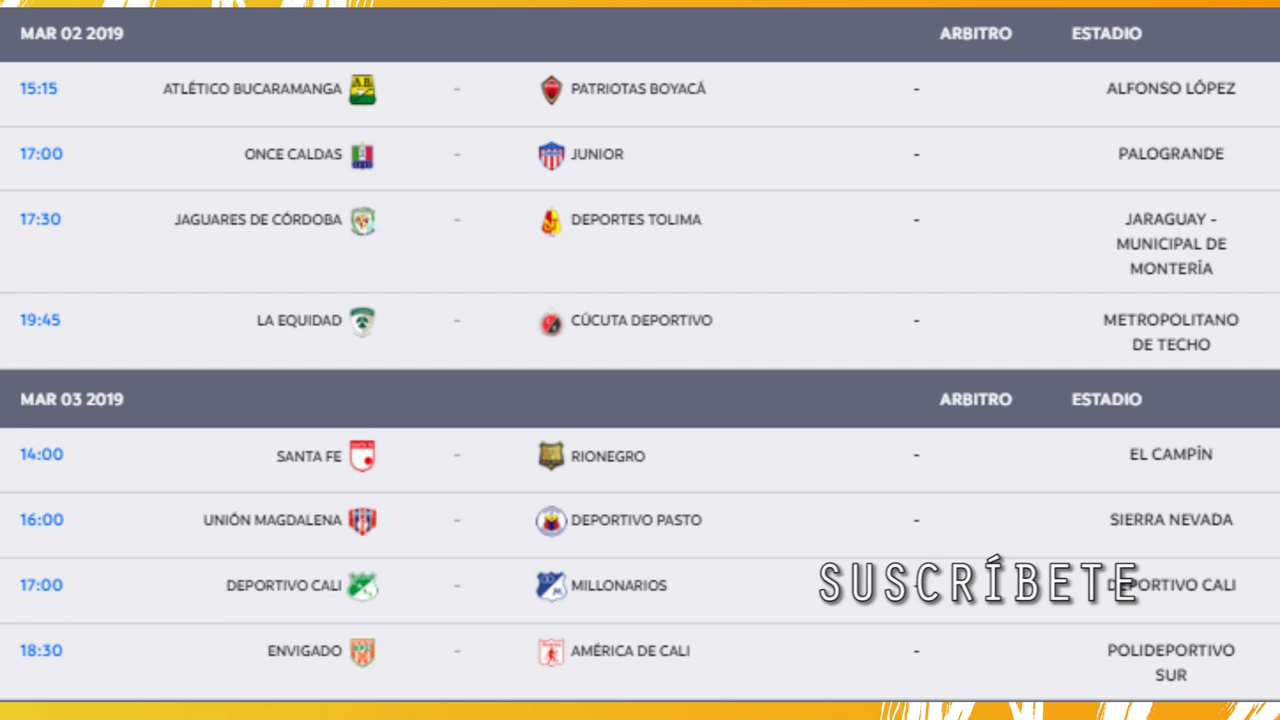 MAR 02 2019 ARBITRO ESTADIO
15:15 ATLÉTICO BUCARAMANGA - PATRIOTAS BOYACÁ - ALFONSO LÓPEZ
17:00 ONCE CALDAS - JUNIOR - PALOGRANDE
17:30 JAGUARES DE CÓRDOBA - DEPORTES TOLIMA - JARAGUAY -
MUNICIPAL DE
MONTERÍA
19:45 LA EQUIDAD - CÚCUTA DEPORTIVO - METROPOLITANO
DE TECHO
MAR 03 2019 ARBITRO ESTADIO
14:00 SANTA FE - RIONEGRO - EL CAMPÍN
16:00 UNIÓN MAGDALENA - DEPORTIVO PASTO - SIERRA NEVADA
17:00 DEPORTIVO CALI - MILLONARIOS - DEPORTIVO CALI
SUSCRÍBETE
18:30 ENVIGADO - AMÉRICA DE CALI - POLIDEPORTIVO
SUR